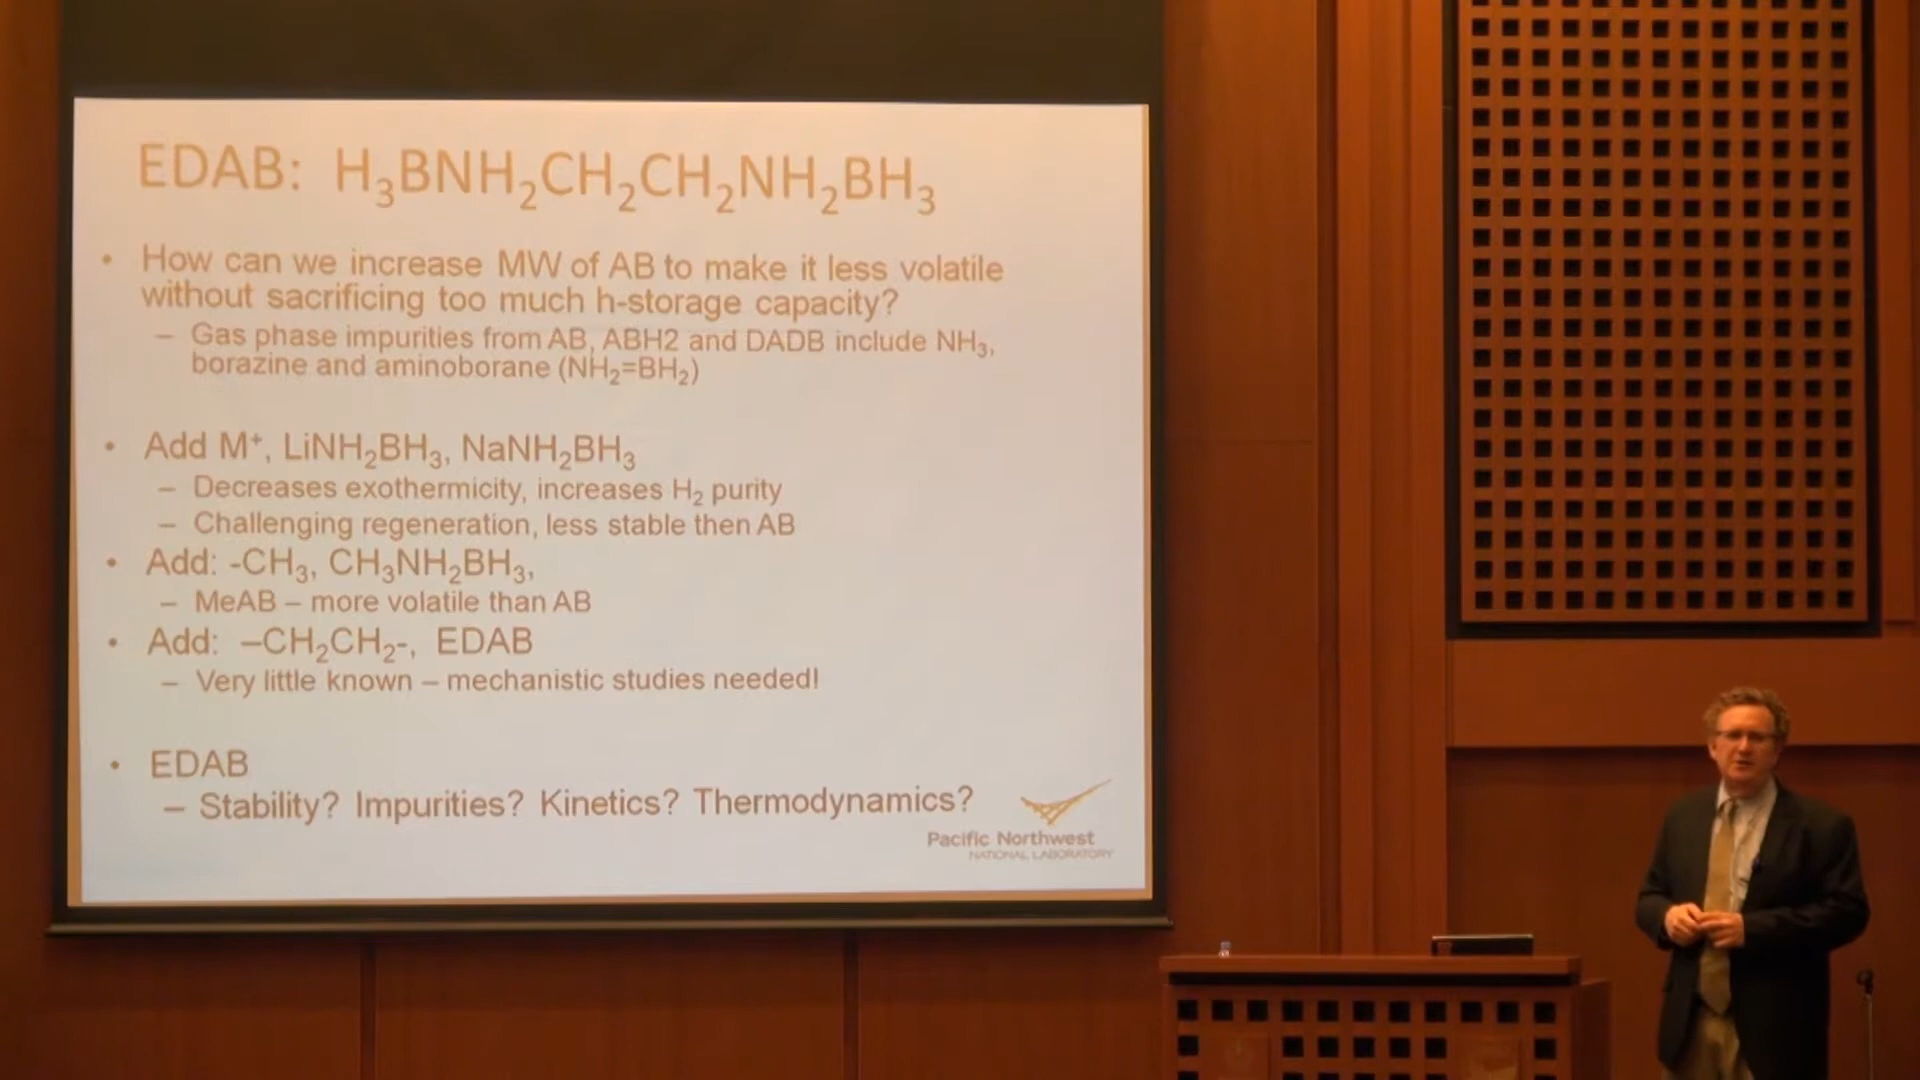 EDAB: H₃BNH₂CH₂CH₂NH₂BH₃
• How can we increase MW of AB to make it less volatile
without sacrificing too much h-storage capacity?
– Gas phase impurities from AB, ABH2 and DADB include NH₃,
borazine and aminoborane (NH₂=BH₂)
• Add M⁺, LiNH₂BH₃, NaNH₂BH₃
– Decreases exothermicity, increases H₂ purity
– Challenging regeneration, less stable then AB
• Add: -CH₃, CH₃NH₂BH₃,
– MeAB – more volatile than AB
• Add: –CH₂CH₂-, EDAB
– Very little known – mechanistic studies needed!
• EDAB
– Stability? Impurities? Kinetics? Thermodynamics?
Pacific Northwest
NATIONAL LABORATORY